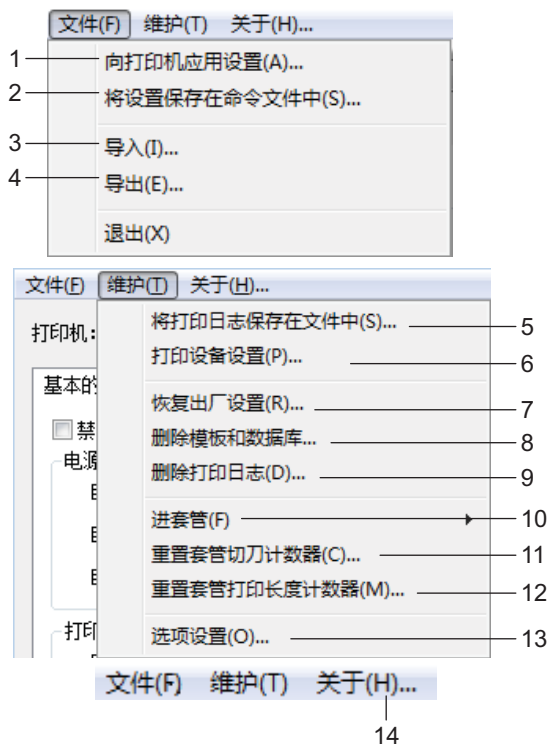 文件(F) 维护(T) 关于(H)...
1 向打印机应用设置(A)...
2 将设置保存在命令文件中(S)...
3 导入(I)...
4 导出(E)...
退出(X)
文件(F) 维护(T) 关于(H)...
打印机:
将打印日志保存在文件中(S)... 5
打印设备设置(P)... 6
基本的
恢复出厂设置(R)... 7
禁
删除模板和数据库... 8
电源
删除打印日志(D)... 9
进套管(F) 10
重置套管切刀计数器(C)... 11
重置套管打印长度计数器(M)... 12
打印
选项设置(O)... 13
文件(F) 维护(T) 关于(H)...
14